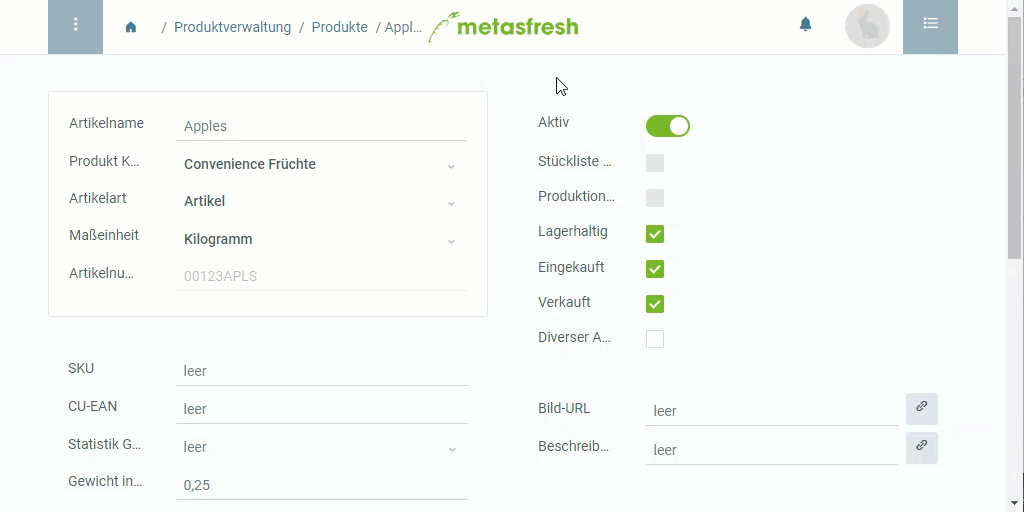 / Produktverwaltung / Produkte / Appl...
metasfresh
Artikelname Apples
Produkt K... Convenience Früchte
Artikelart Artikel
Maßeinheit Kilogramm
Artikelnu... 00123APLS
Aktiv
Stückliste ...
Produktion...
Lagerhaltig
Eingekauft
Verkauft
Diverser A...
SKU leer
CU-EAN leer
Statistik G... leer
Gewicht in... 0,25
Bild-URL leer
Beschreib... leer